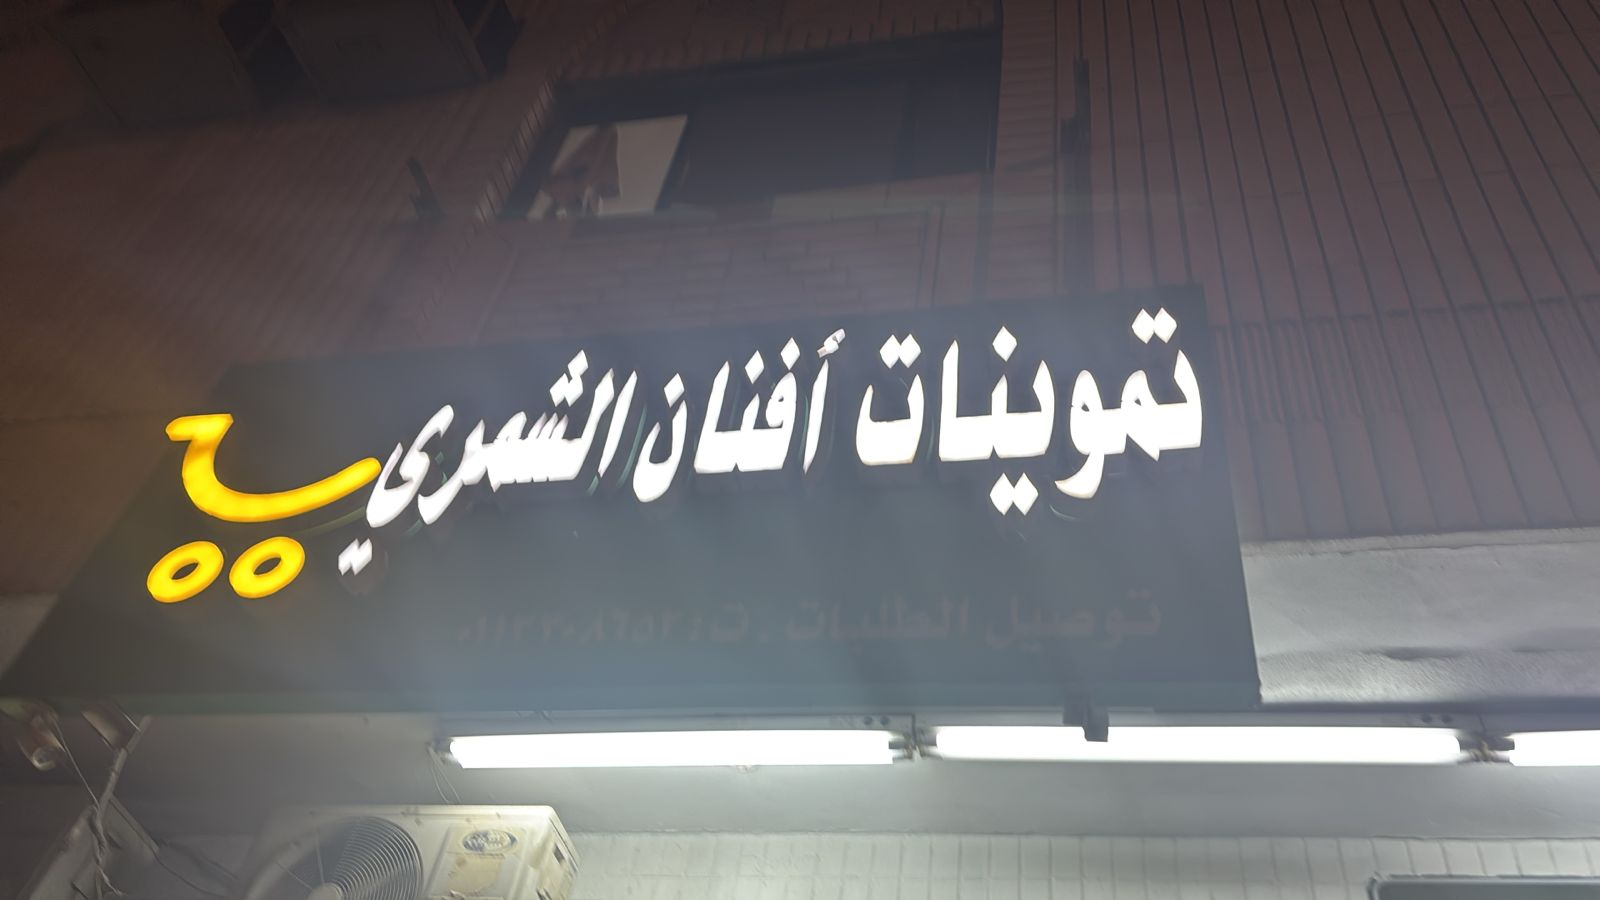 تموينات أفنان الشمري
توصيل الطلبات . ت: